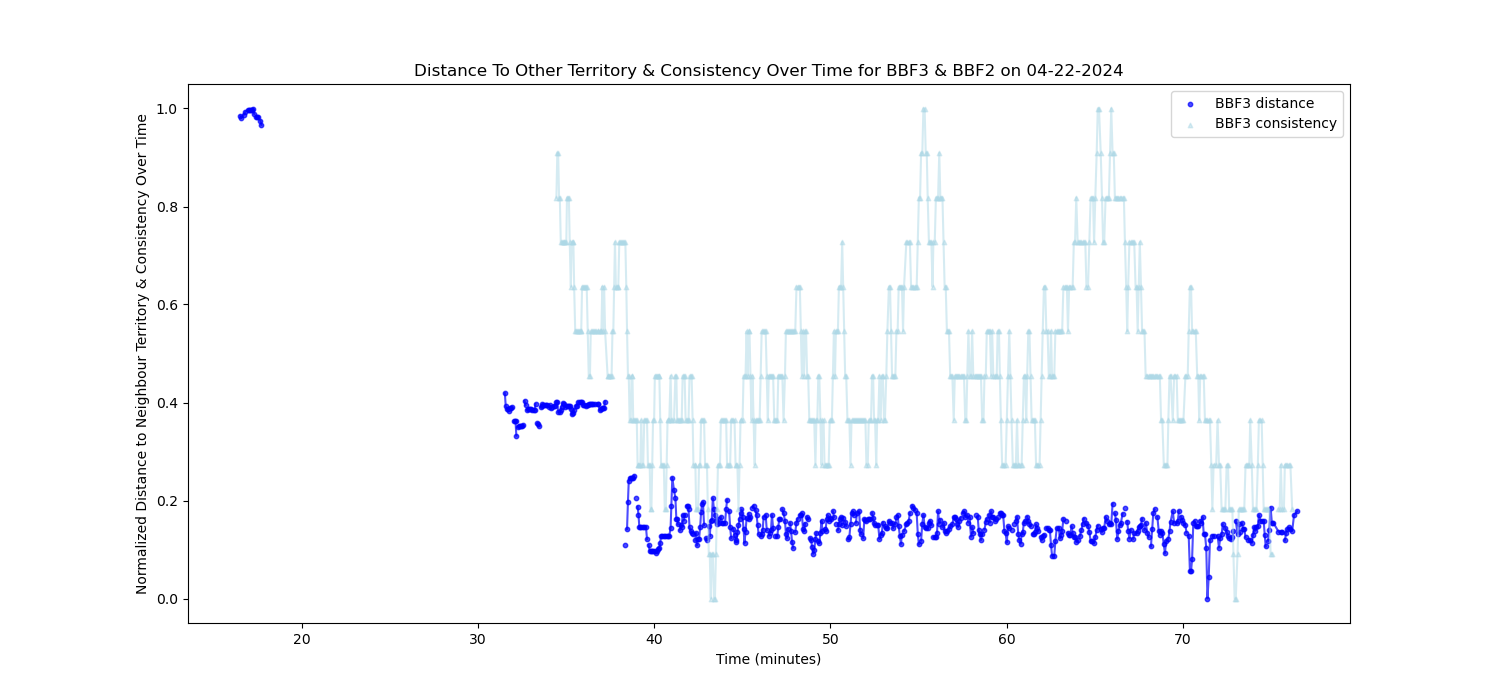 Distance To Other Territory & Consistency Over Time for BBF3 & BBF2 on 04-22-2024
BBF3 distance
BBF3 consistency
Normalized Distance to Neighbour Territory & Consistency Over Time
1.0
0.8
0.6
0.4
0.2
0.0
20 30 40 50 60 70
Time (minutes)